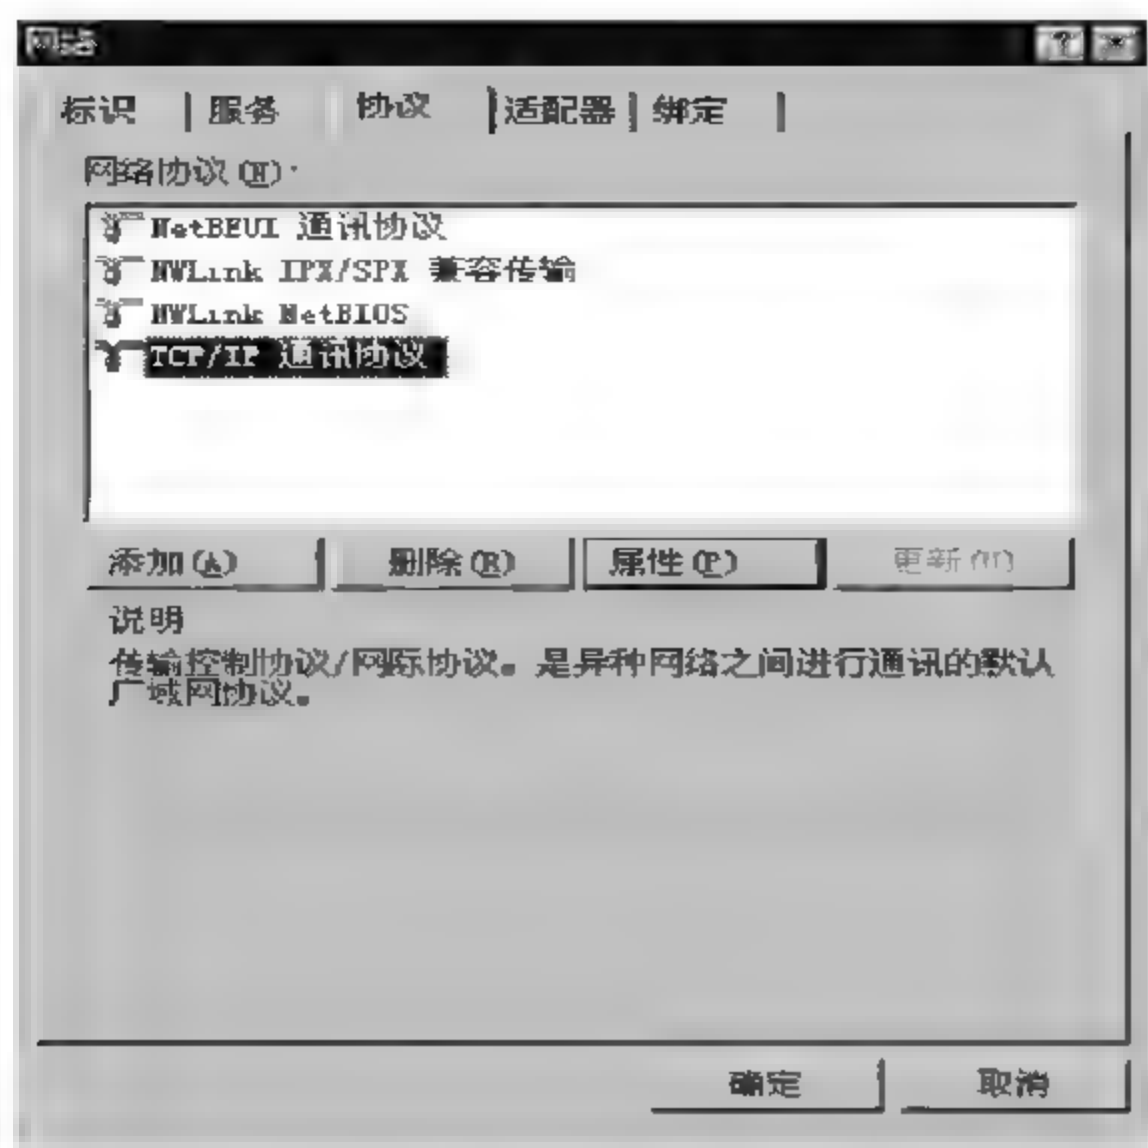 网络
标识 服务 协议 适配器 绑定
网络协议(N):
NetBEUI 通讯协议
NWLink IPX/SPX 兼容传输
NWLink NetBIOS
TCP/IP 通讯协议
添加(A) 删除(R) 属性(P) 更新(U)
说明
传输控制协议/网际协议。是异种网络之间进行通讯的默认
广域网协议。
确定 取消